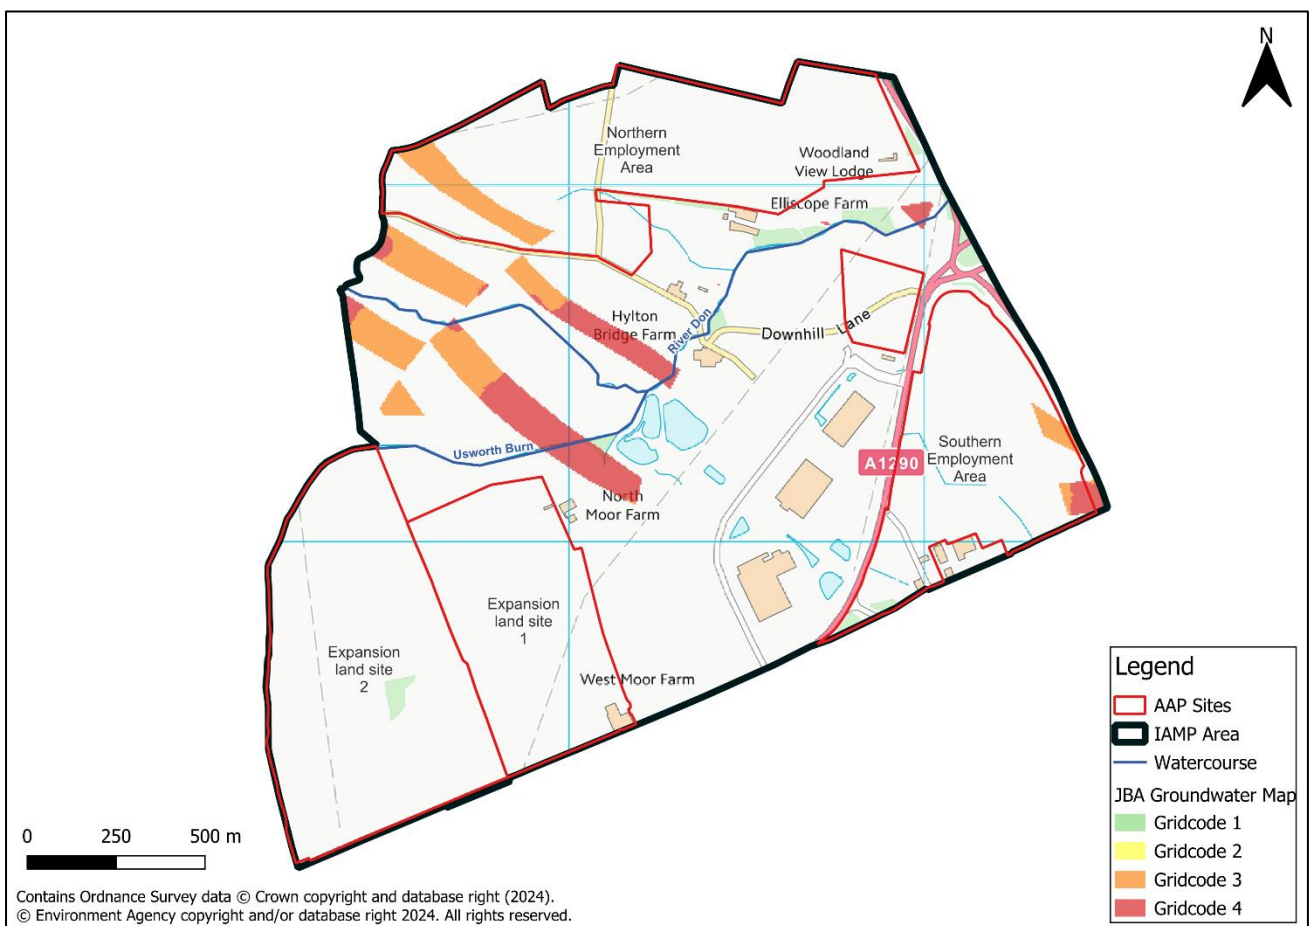 N
Northern
Employment
Area
Woodland
View Lodge
Elliscope Farm
Hylton
Bridge Farm
River Don
Downhill Lane
Usworth Burn
A1290
Southern
Employment
Area
North
Moor Farm
Expansion
land site
1
Expansion
land site
2
West Moor Farm
Legend
AAP Sites
IAMP Area
Watercourse
JBA Groundwater Map
Gridcode 1
Gridcode 2
Gridcode 3
Gridcode 4
0 250 500 m
Contains Ordnance Survey data © Crown copyright and database right (2024).
© Environment Agency copyright and/or database right 2024. All rights reserved.